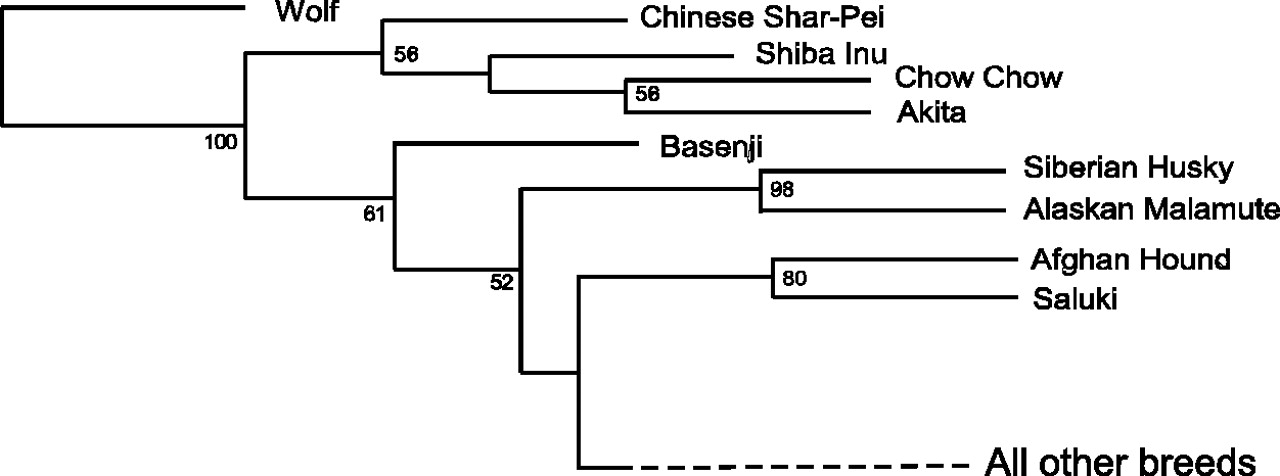 Wolf
Chinese Shar-Pei
56
Shiba Inu
Chow Chow
56
Akita
100
Basenji
Siberian Husky
98
Alaskan Malamute
61
Afghan Hound
52
80
Saluki
All other breeds